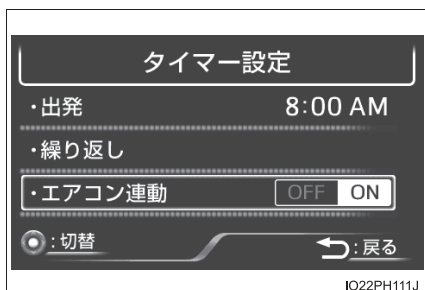 タイマー設定
・出発 8:00 AM
・繰り返し
・エアコン連動 OFF ON
:切替 :戻る
IO22PH111J